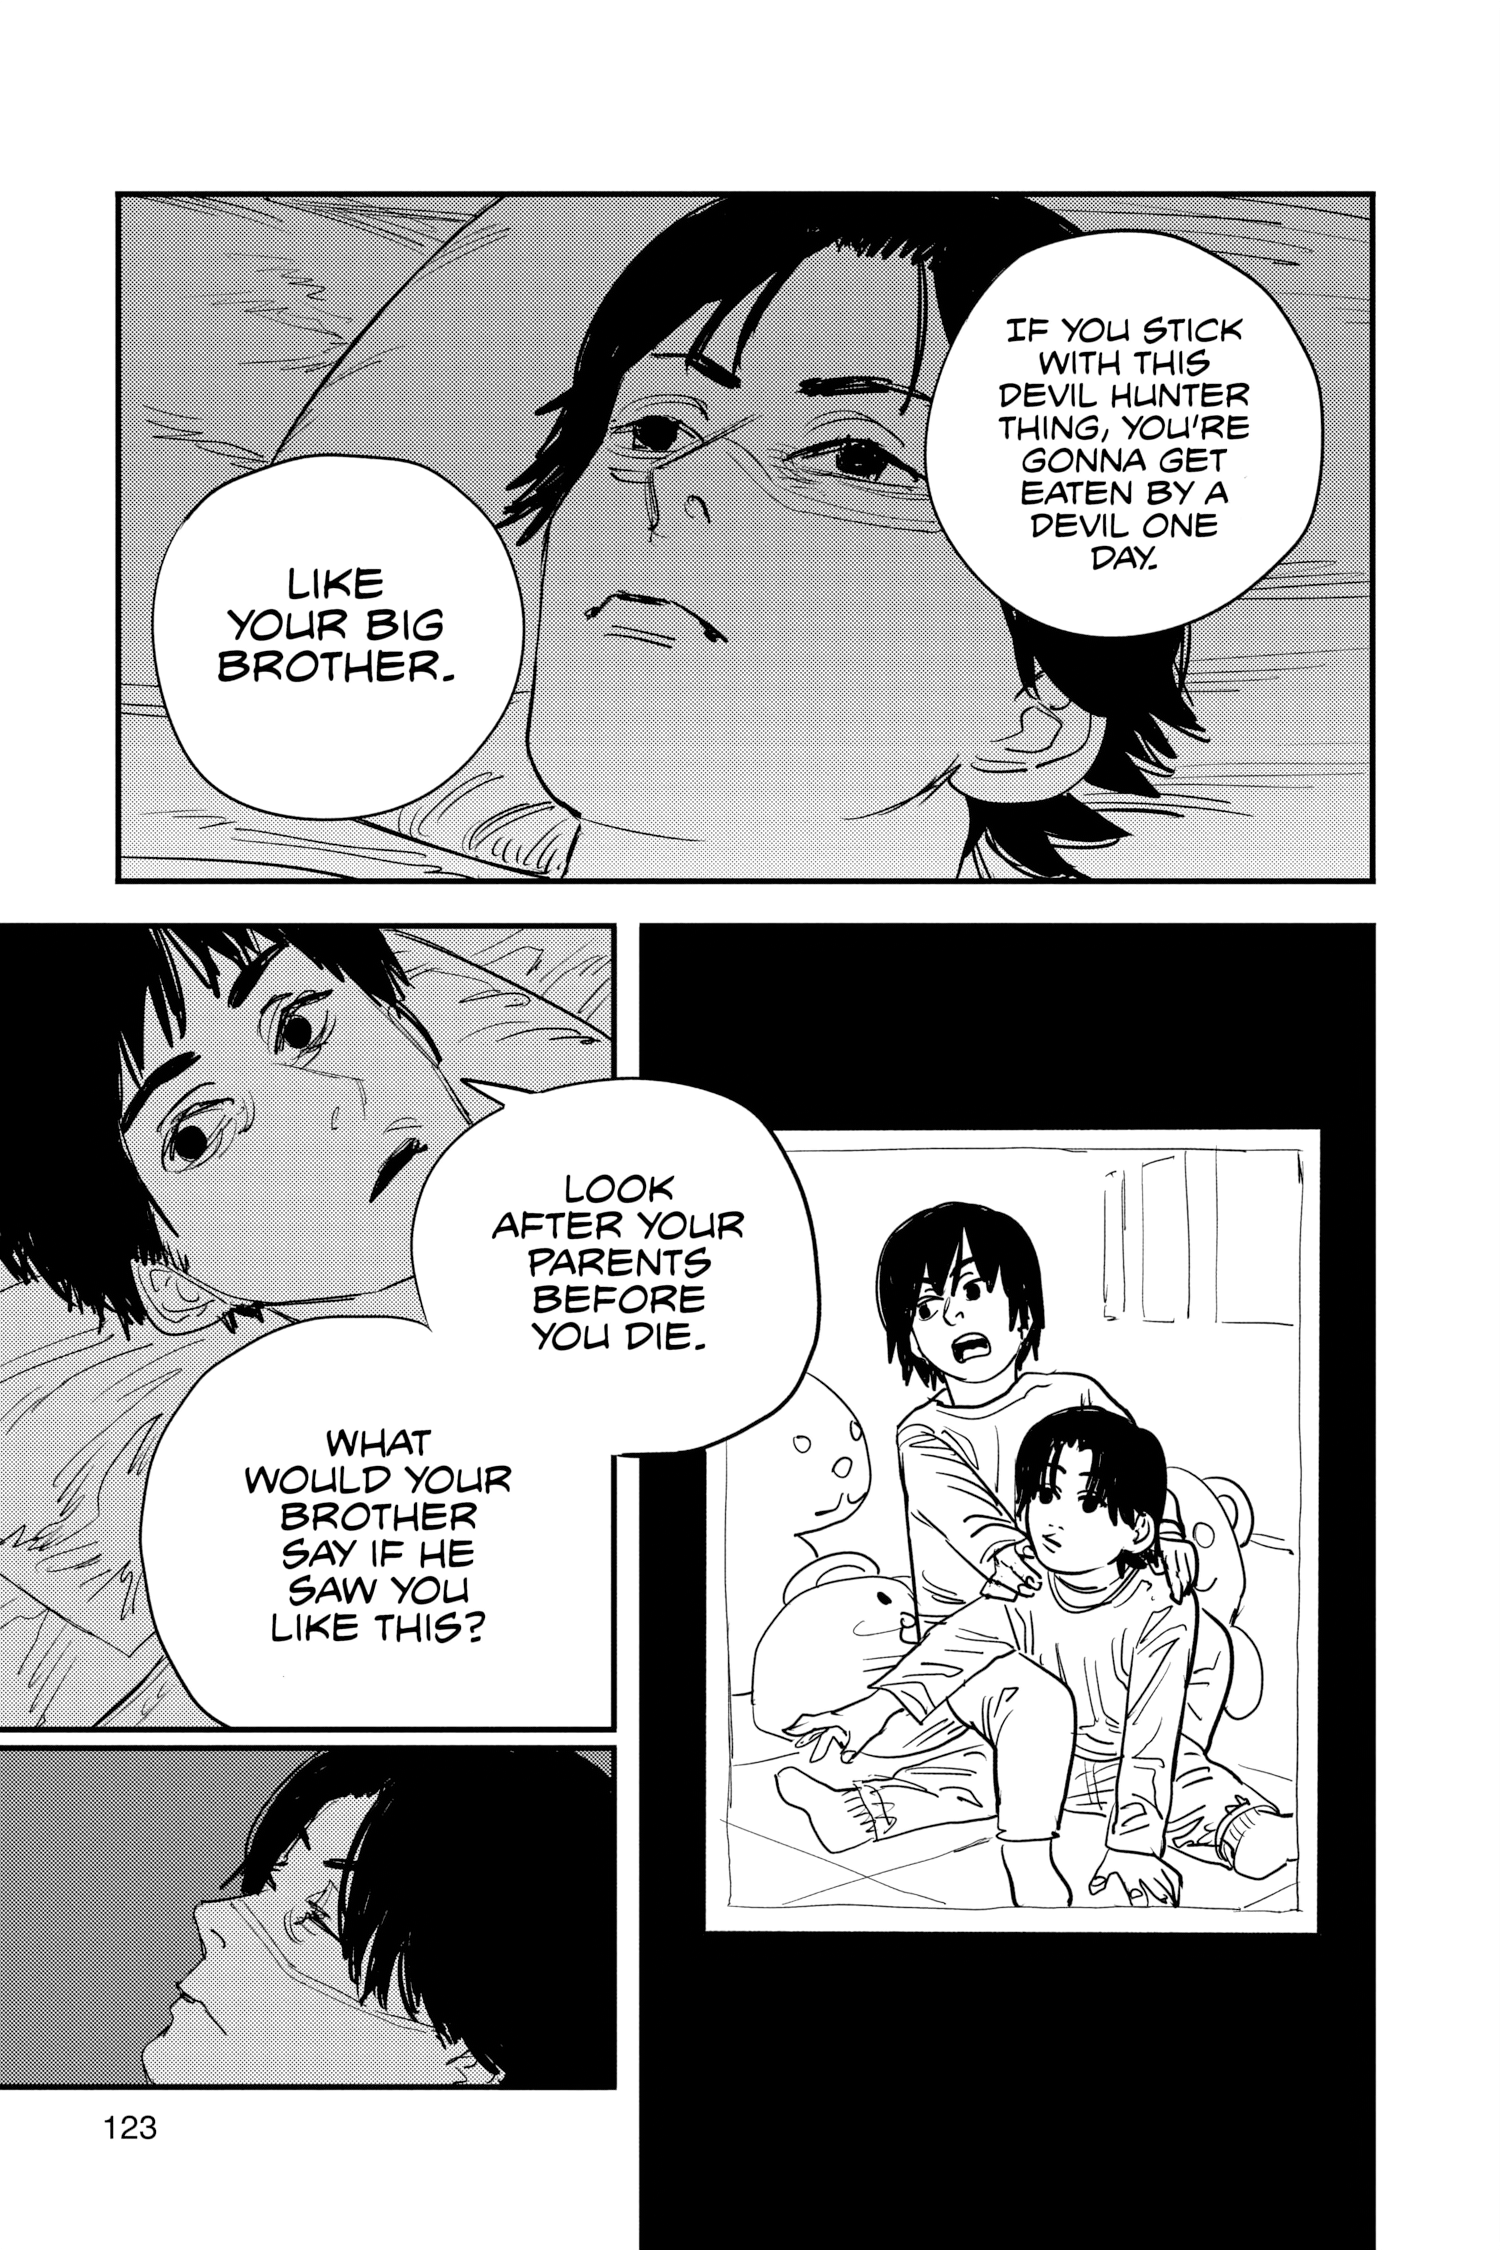 IF YOU STICK
WITH THIS
DEVIL HUNTER
THING, YOU'RE
GONNA GET
EATEN BY A
DEVIL ONE
DAY.
LIKE
YOUR BIG
BROTHER.
LOOK
AFTER YOUR
PARENTS
BEFORE
YOU DIE.
WHAT
WOULD YOUR
BROTHER
SAY IF HE
SAW YOU
LIKE THIS?
123